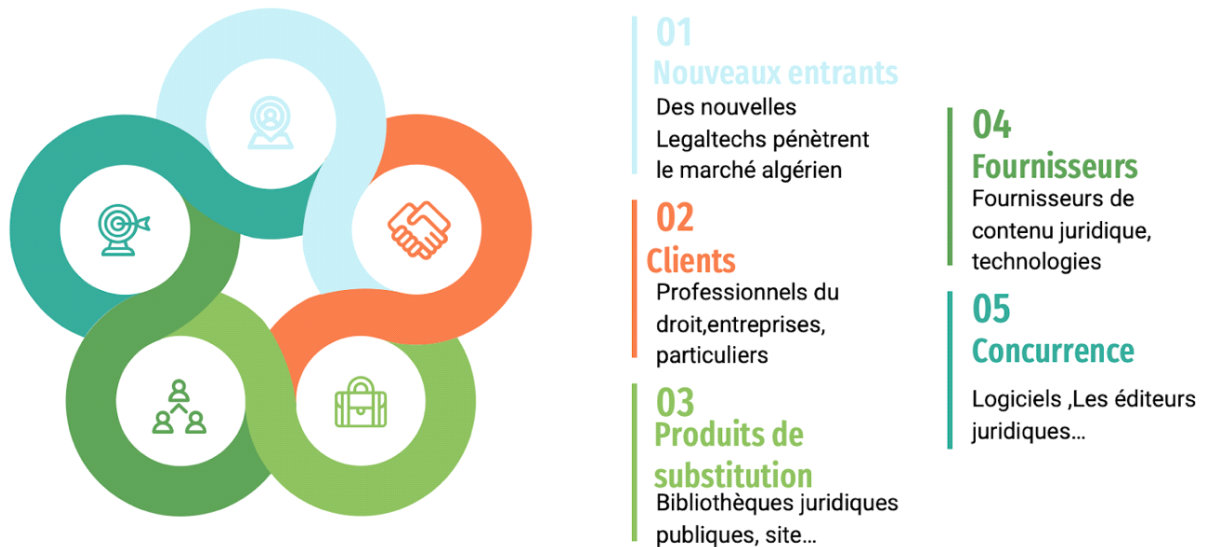 01
Nouveaux entrants
Des nouvelles
Legaltechs pénètrent
le marché algérien
02
Clients
Professionnels du
droit,entreprises,
particuliers
03
Produits de
substitution
Bibliothèques juridiques
publiques, site...
04
Fournisseurs
Fournisseurs de
contenu juridique,
technologies
05
Concurrence
Logiciels ,Les éditeurs
juridiques...